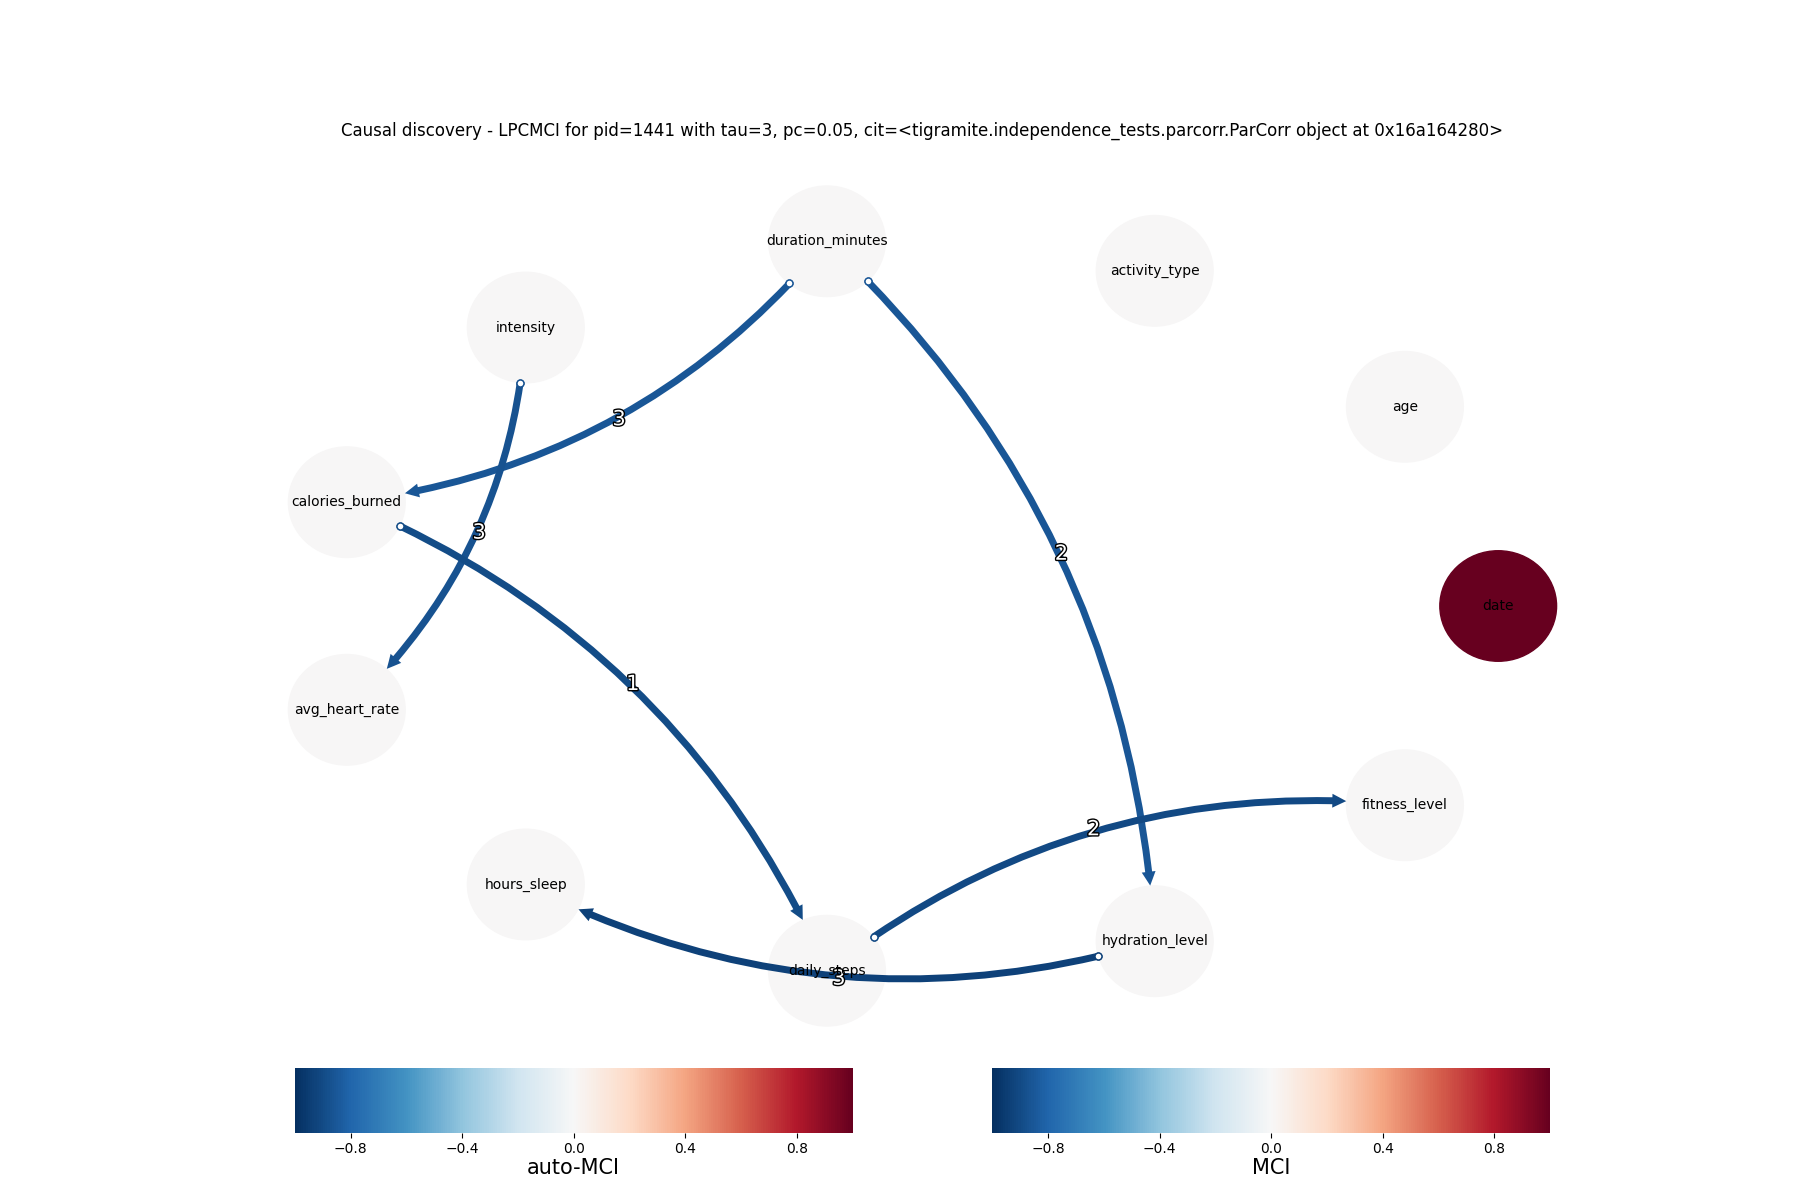 Causal discovery - LPCMCI for pid=1441 with tau=3, pc=0.05, cit=<tigramite.independence_tests.parcorr.ParCorr object at 0x16a164280>
duration_minutes
activity_type
intensity
age
3
calories_burned
3
2
date
1
avg_heart_rate
fitness_level
2
hours_sleep
hydration_level
daily_steps
3
−0.8 −0.4 0.0 0.4 0.8
auto-MCI
−0.8 −0.4 0.0 0.4 0.8
MCI